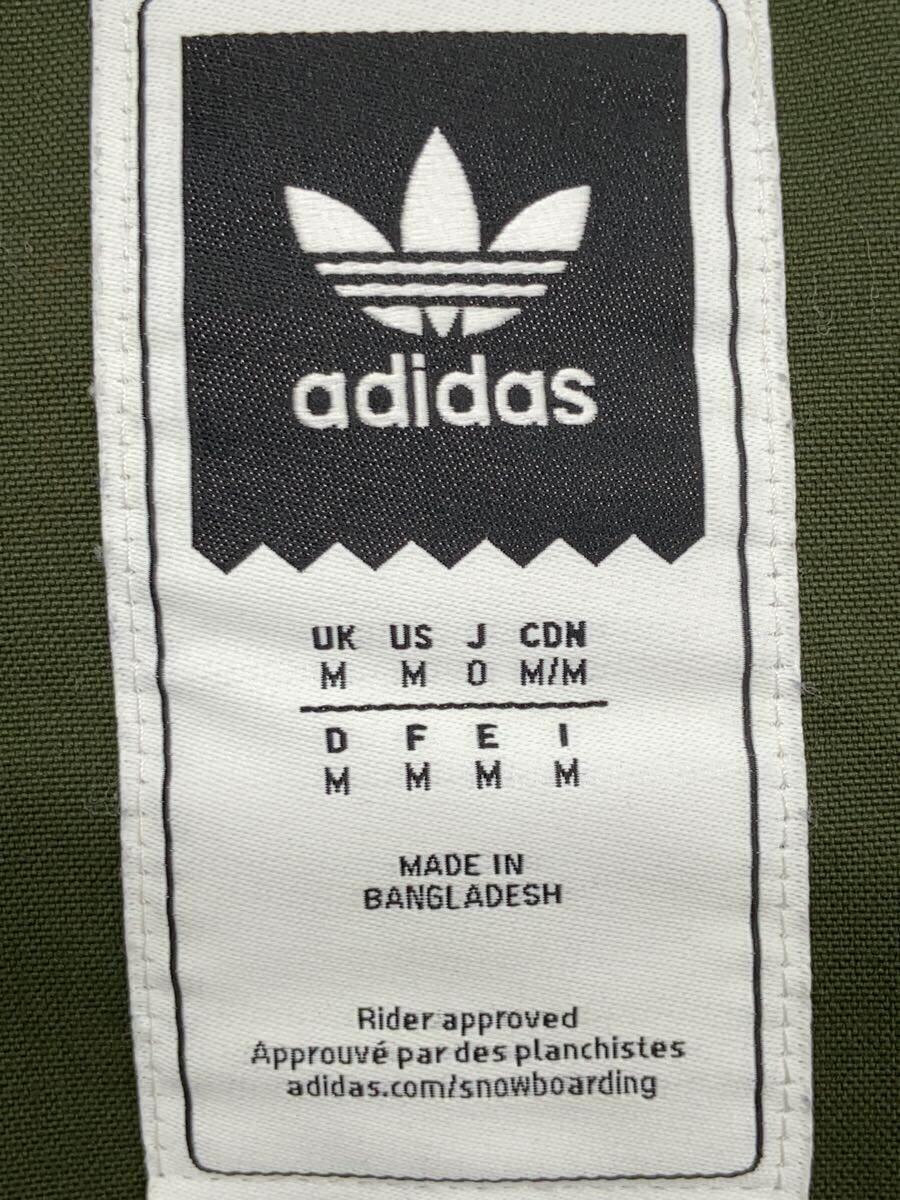 adidas
UK US J CDN
M M O M/M
D F E I
M M M M
MADE IN
BANGLADESH
Rider approved
Approuvé par des planchistes
adidas.com/snowboarding